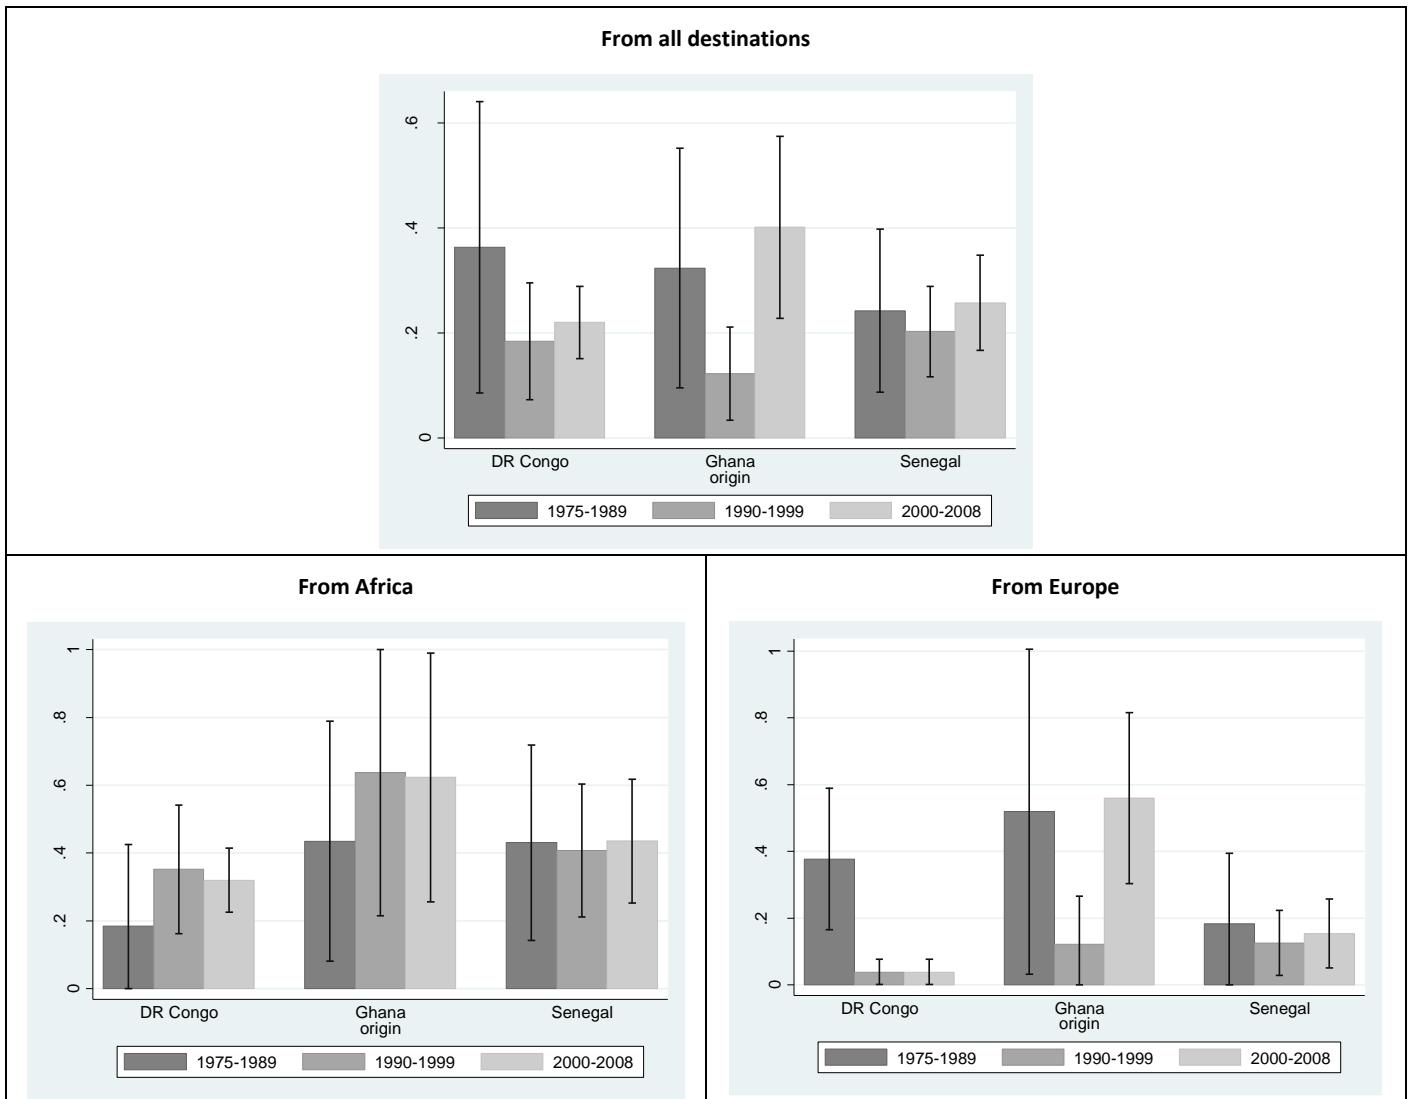 From all destinations
.6
.4
.2
0
DR Congo
Ghana
Senegal
origin
1975-1989 1990-1999 2000-2008
From Africa
1
.8
.6
.4
.2
0
DR Congo
Ghana
Senegal
origin
1975-1989 1990-1999 2000-2008
From Europe
1
.8
.6
.4
.2
0
DR Congo
Ghana
Senegal
origin
1975-1989 1990-1999 2000-2008